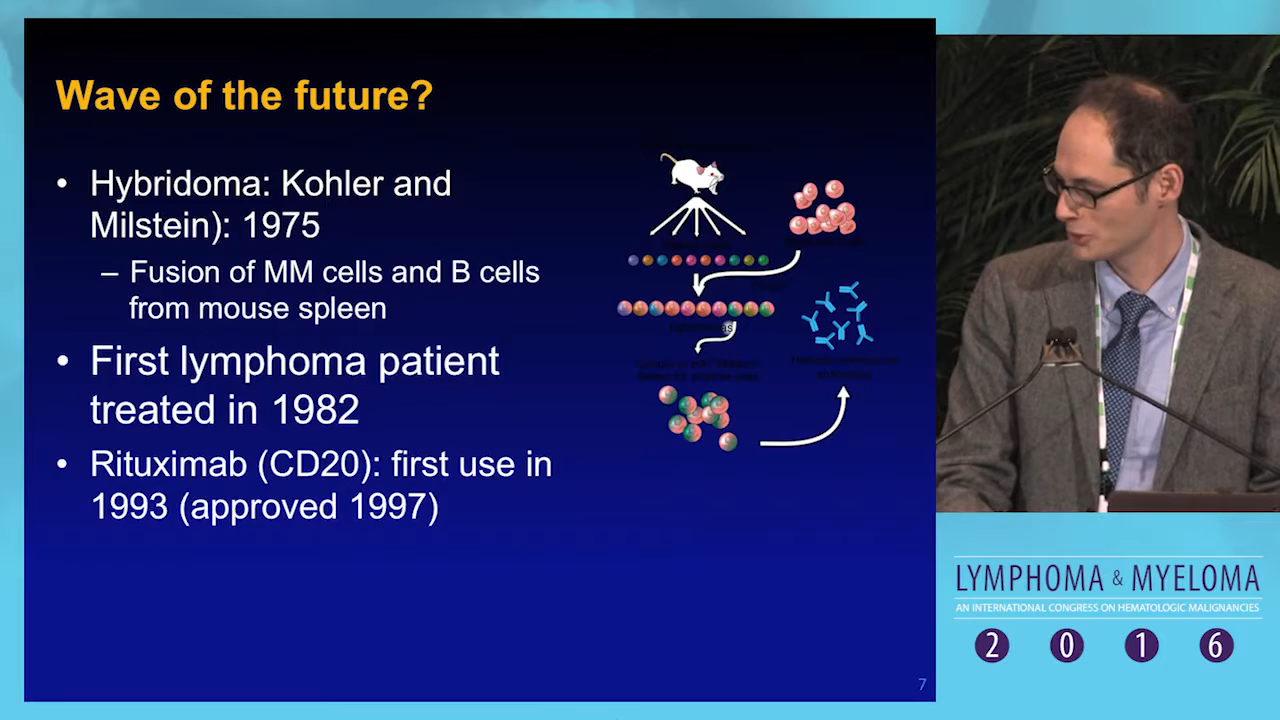 Wave of the future?
• Hybridoma: Kohler and
Milstein): 1975
– Fusion of MM cells and B cells
from mouse spleen
• First lymphoma patient
treated in 1982
• Rituximab (CD20): first use in
1993 (approved 1997)
7
LYMPHOMA & MYELOMA
AN INTERNATIONAL CONGRESS ON HEMATOLOGIC MALIGNANCIES
2 0 1 6